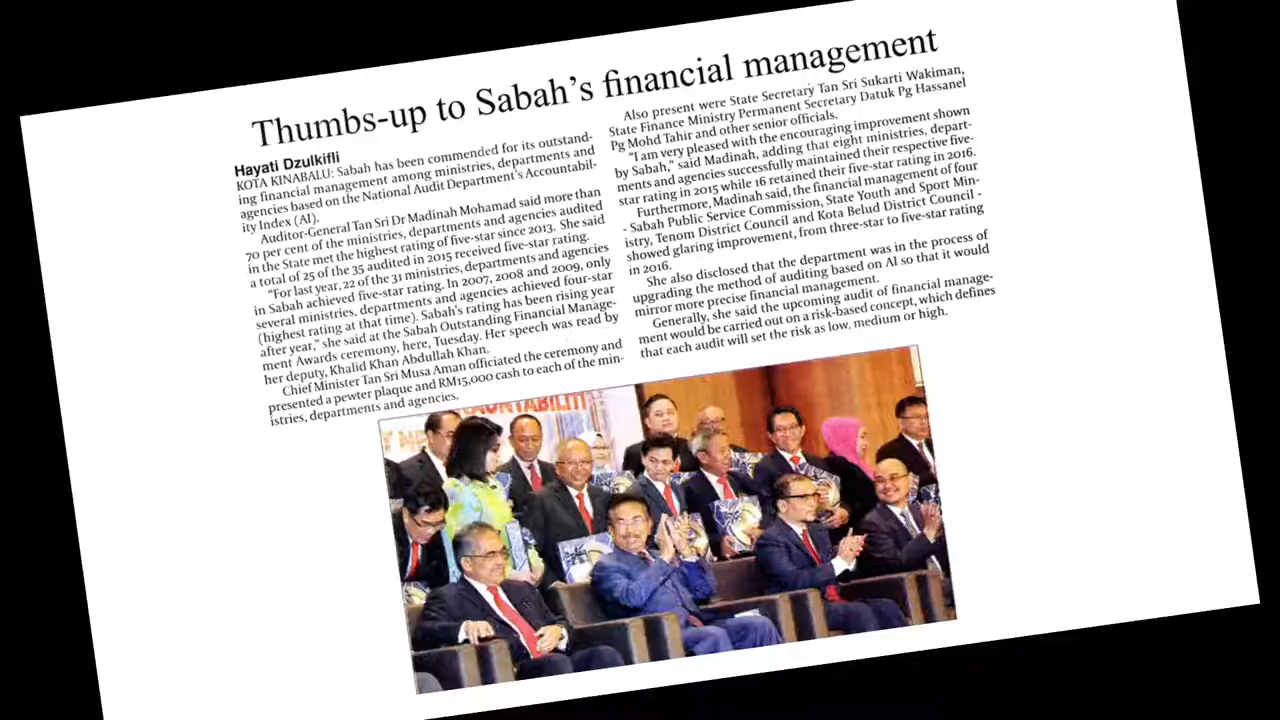 Thumbs-up to Sabah's financial management
Hayati Dzulkifli
KOTA KINABALU: Sabah has been commended for its outstand-
ing financial management among ministries, departments and
agencies based on the National Audit Department's Accountabil-
ity Index (AI).
Auditor-General Tan Sri Dr Madinah Mohamad said more than
70 per cent of the ministries, departments and agencies audited
in the State met the highest rating of five-star since 2013. She said
a total of 25 of the 35 audited in 2015 received five-star rating.
"For last year, 22 of the 31 ministries, departments and agencies
in Sabah achieved five-star rating. In 2007, 2008 and 2009, only
several ministries, departments and agencies achieved four-star
(highest rating at that time). Sabah's rating has been rising year
after year," she said at the Sabah Outstanding Financial Manage-
ment Awards ceremony, here, Tuesday. Her speech was read by
her deputy, Khalid Khan Abdullah Khan.
Chief Minister Tan Sri Musa Aman officiated the ceremony and
presented a pewter plaque and RM15,000 cash to each of the min-
istries, departments and agencies.
Also present were State Secretary Tan Sri Sukarti Wakiman,
State Finance Ministry Permanent Secretary Datuk Pg Hassanel
Pg Mohd Tahir and other senior officials.
"I am very pleased with the encouraging improvement shown
by Sabah," said Madinah, adding that eight ministries, depart-
ments and agencies successfully maintained their respective five-
star rating in 2015 while 16 retained their five-star rating in 2016.
Furthermore, Madinah said, the financial management of four
- Sabah Public Service Commission, State Youth and Sport Min-
istry, Tenom District Council and Kota Belud District Council -
showed glaring improvement, from three-star to five-star rating
in 2016.
She also disclosed that the department was in the process of
upgrading the method of auditing based on AI so that it would
mirror more precise financial management.
Generally, she said the upcoming audit of financial manage-
ment would be carried out on a risk-based concept, which defines
that each audit will set the risk as low, medium or high.